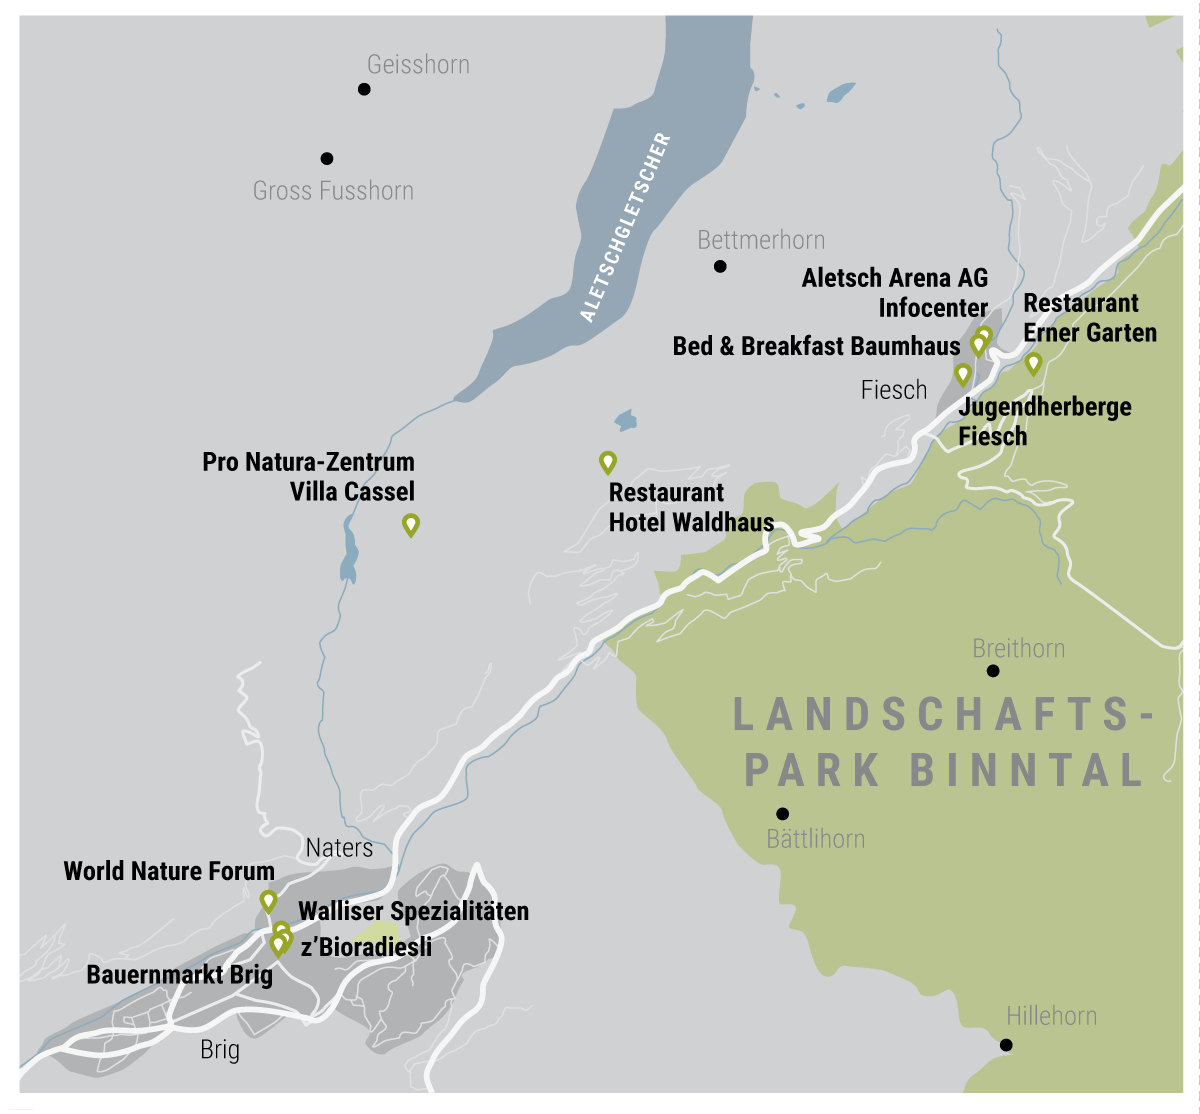 Geisshorn
Gross Fusshorn
ALETSCHGLETSCHER
Bettmerhorn
Aletsch Arena AG
Infocenter
Restaurant
Erner Garten
Bed & Breakfast Baumhaus
Fiesch
Jugendherberge
Fiesch
Pro Natura-Zentrum
Villa Cassel
Restaurant
Hotel Waldhaus
Breithorn
LANDSCHAFTS-
PARK BINNTAL
Bättlihorn
Naters
World Nature Forum
Walliser Spezialitäten
z’Bioradiesli
Bauernmarkt Brig
Hillehorn
Brig